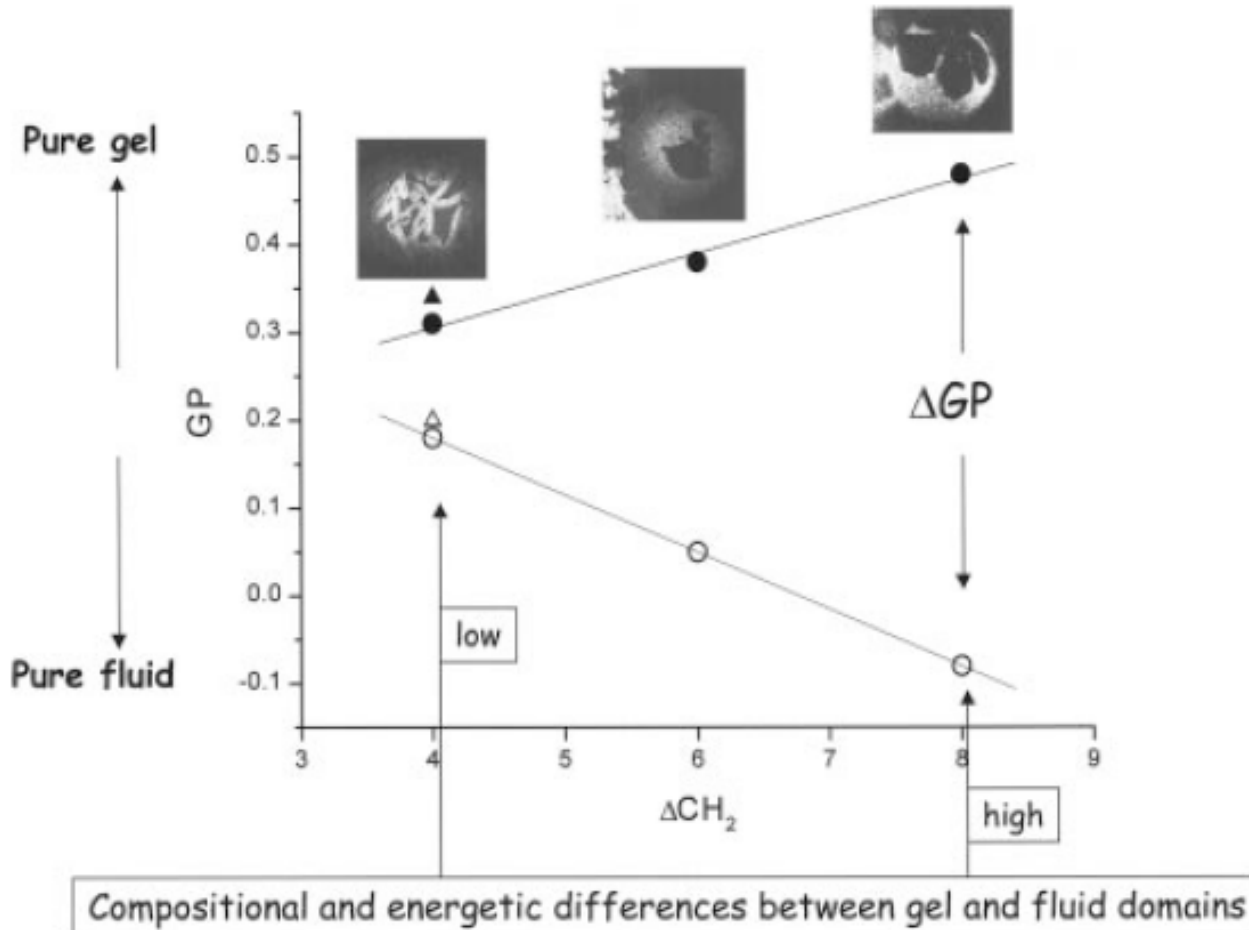 Pure gel
Pure fluid
GP
0.5
0.4
0.3
0.2
0.1
0.0
-0.1
ΔGP
low
high
3 4 5 6 7 8 9
ΔCH₂
Compositional and energetic differences between gel and fluid domains